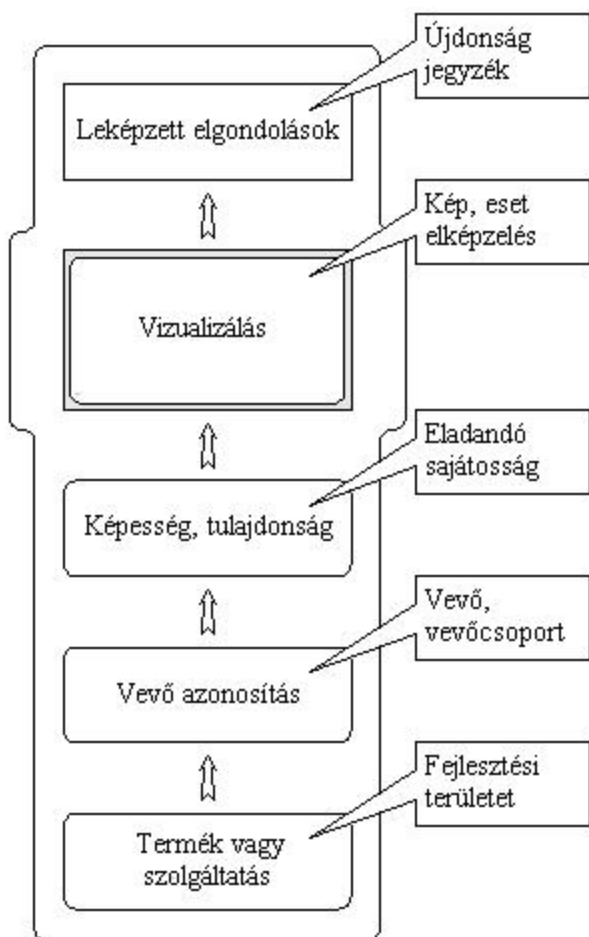 Újdonság
jegyzék
Leképzett elgondolások
Kép, eset
elképzelés
Vizualizálás
Eladandó
sajátosság
Képesség, tulajdonság
Vevő,
vevőcsoport
Vevő azonosítás
Fejlesztési
területet
Termék vagy
szolgáltatás